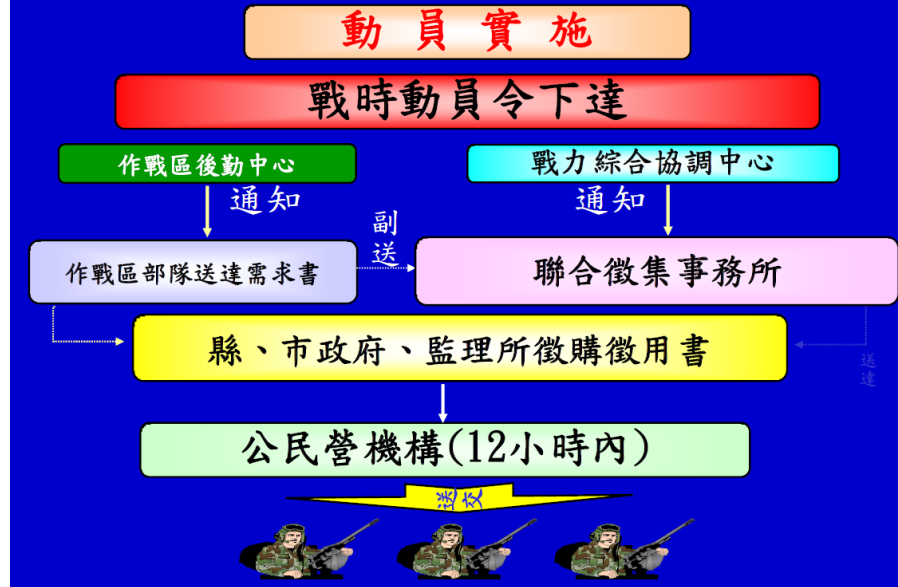 動員實施
戰時動員令下達
作戰區後勤中心
戰力綜合協調中心
通知
通知
副送
作戰區部隊送達需求書
聯合徵集事務所
縣、市政府、監理所徵購徵用書
送達
公民營機構(12小時內)
送交